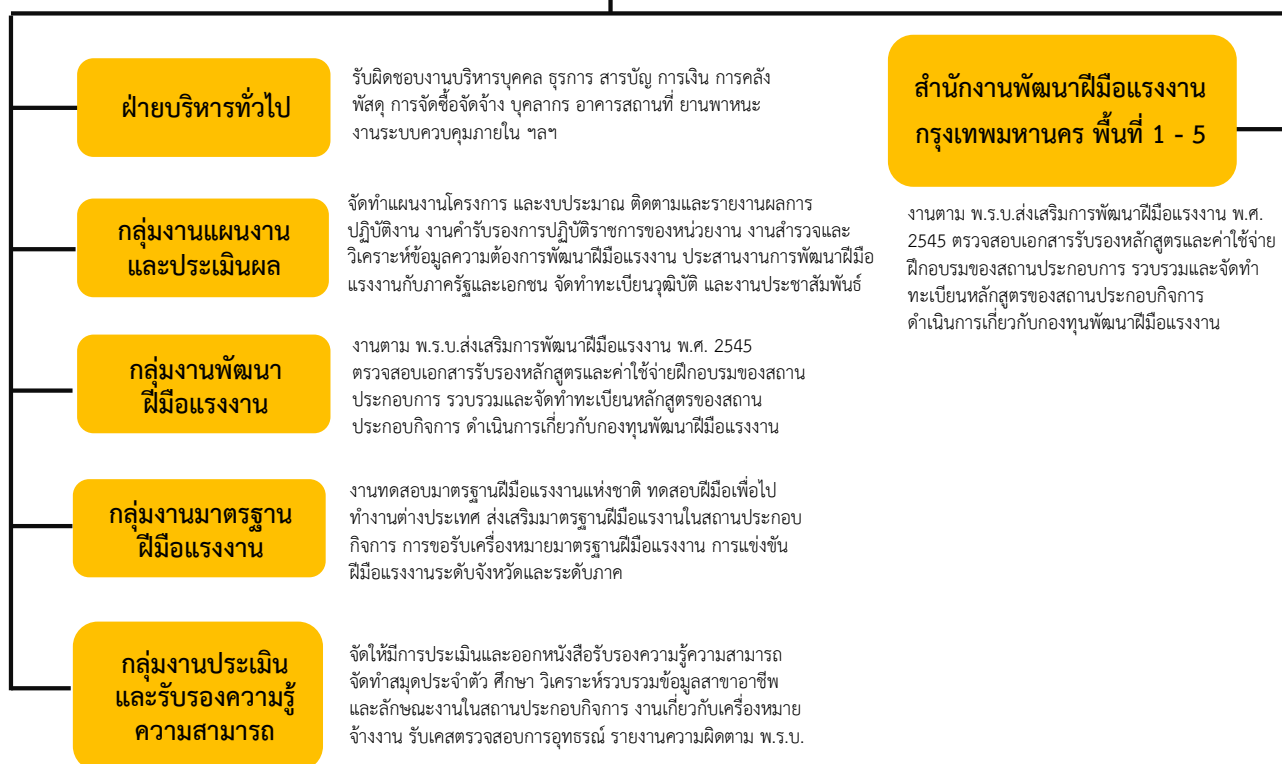 ฝ่ายบริหารทั่วไป
รับผิดชอบงานบริหารบุคคล ธุรการ สารบัญ การเงิน การคลัง
พัสดุ การจัดซื้อจัดจ้าง บุคลากร อาคารสถานที่ ยานพาหนะ
งานระบบควบคุมภายใน ฯลฯ
กลุ่มงานแผนงาน
และประเมินผล
จัดทำแผนงานโครงการ และงบประมาณ ติดตามและรายงานผลการ
ปฏิบัติงาน งานคำรับรองการปฏิบัติราชการของหน่วยงาน งานสำรวจและ
วิเคราะห์ข้อมูลความต้องการพัฒนาฝีมือแรงงาน ประสานงานการพัฒนาฝีมือ
แรงงานกับภาครัฐและเอกชน จัดทำทะเบียนวุฒิบัติ และงานประชาสัมพันธ์
กลุ่มงานพัฒนา
ฝีมือแรงงาน
งานตาม พ.ร.บ.ส่งเสริมการพัฒนาฝีมือแรงงาน พ.ศ. 2545
ตรวจสอบเอกสารรับรองหลักสูตรและค่าใช้จ่ายฝึกอบรมของสถาน
ประกอบการ รวบรวมและจัดทำทะเบียนหลักสูตรของสถาน
ประกอบกิจการ ดำเนินการเกี่ยวกับกองทุนพัฒนาฝีมือแรงงาน
กลุ่มงานมาตรฐาน
ฝีมือแรงงาน
งานทดสอบมาตรฐานฝีมือแรงงานแห่งชาติ ทดสอบฝีมือเพื่อไป
ทำงานต่างประเทศ ส่งเสริมมาตรฐานฝีมือแรงงานในสถานประกอบ
กิจการ การขอรับเครื่องหมายมาตรฐานฝีมือแรงงาน การแข่งขัน
ฝีมือแรงงานระดับจังหวัดและระดับภาค
กลุ่มงานประเมิน
และรับรองความรู้
ความสามารถ
จัดให้มีการประเมินและออกหนังสือรับรองความรู้ความสามารถ
จัดทำสมุดประจำตัว ศึกษา วิเคราะห์รวบรวมข้อมูลสาขาอาชีพ
และลักษณะงานในสถานประกอบกิจการ งานเกี่ยวกับเครื่องหมาย
จ้างงาน รับเคสตรวจสอบการอุทธรณ์ รายงานความผิดตาม พ.ร.บ.
สำนักงานพัฒนาฝีมือแรงงาน
กรุงเทพมหานคร พื้นที่ 1 - 5
งานตาม พ.ร.บ.ส่งเสริมการพัฒนาฝีมือแรงงาน พ.ศ.
2545 ตรวจสอบเอกสารรับรองหลักสูตรและค่าใช้จ่าย
ฝึกอบรมของสถานประกอบการ รวบรวมและจัดทำ
ทะเบียนหลักสูตรของสถานประกอบกิจการ
ดำเนินการเกี่ยวกับกองทุนพัฒนาฝีมือแรงงาน